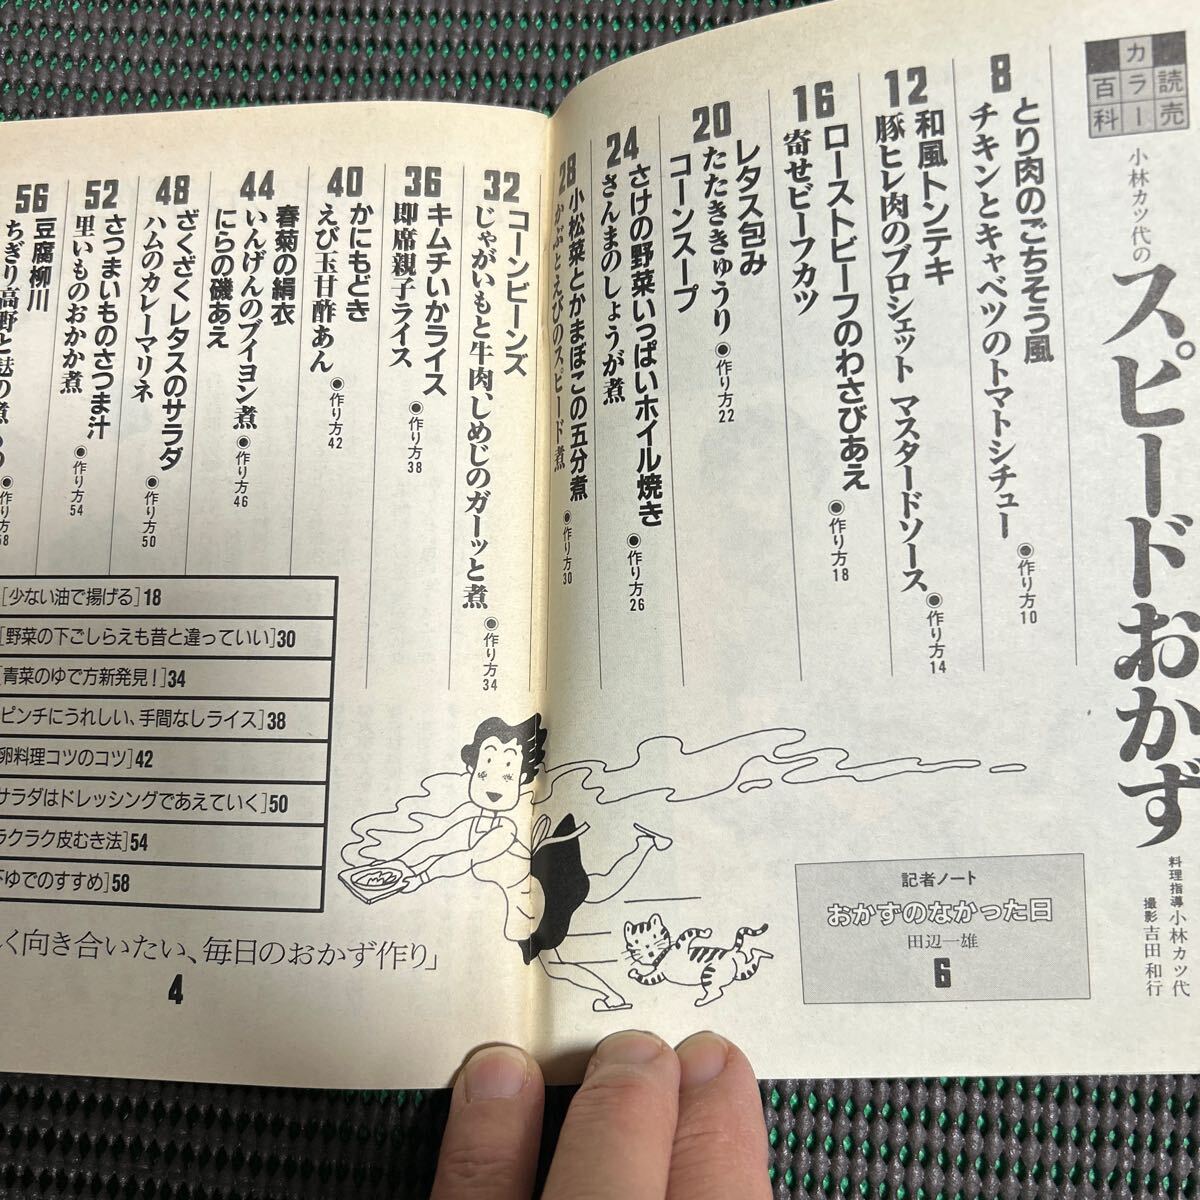 読売
カラー
百科
小林カツ代の
スピードおかず
料理指導 小林カツ代
撮影 吉田和行
8
とり肉のごちそう風
チキンとキャベツのトマトシチュー
●作り方10
12
和風トンテキ
豚ヒレ肉のブロシェット マスタードソース
●作り方14
16
ローストビーフのわさびあえ
寄せビーフカツ
●作り方18
20
レタス包み
たたききゅうり
コーンスープ
●作り方22
24
さけの野菜いっぱいホイル焼き
さんまのしょうが煮
●作り方26
28
小松菜とかまぼこの五分煮
かぶとえびのスピード煮
●作り方30
32
コーンビーンズ
じゃがいもと牛肉、しめじのガーッと煮
●作り方34
36
キムチいかライス
即席親子ライス
●作り方38
40
かにもどき
えび玉甘酢あん
●作り方42
44
春菊の絹衣
いんげんのブイヨン煮
にらの磯あえ
●作り方46
48
ざくざくレタスのサラダ
ハムのカレーマリネ
●作り方50
52
さつまいものさつま汁
里いものおかか煮
●作り方54
56
豆腐柳川
ちぎり高野と
●作り方58
[少ない油で揚げる]18
[野菜の下ごしらえも昔と違っていい]30
[青菜のゆで方新発見!]34
ピンチにうれしい、手間なしライス]38
卵料理コツのコツ]42
サラダはドレッシングであえていく]50
ラクラク皮むき法]54
下ゆでのすすめ]58
く向き合いたい、毎日のおかず作り」
4
記者ノート
おかずのなかった日
田辺一雄
6